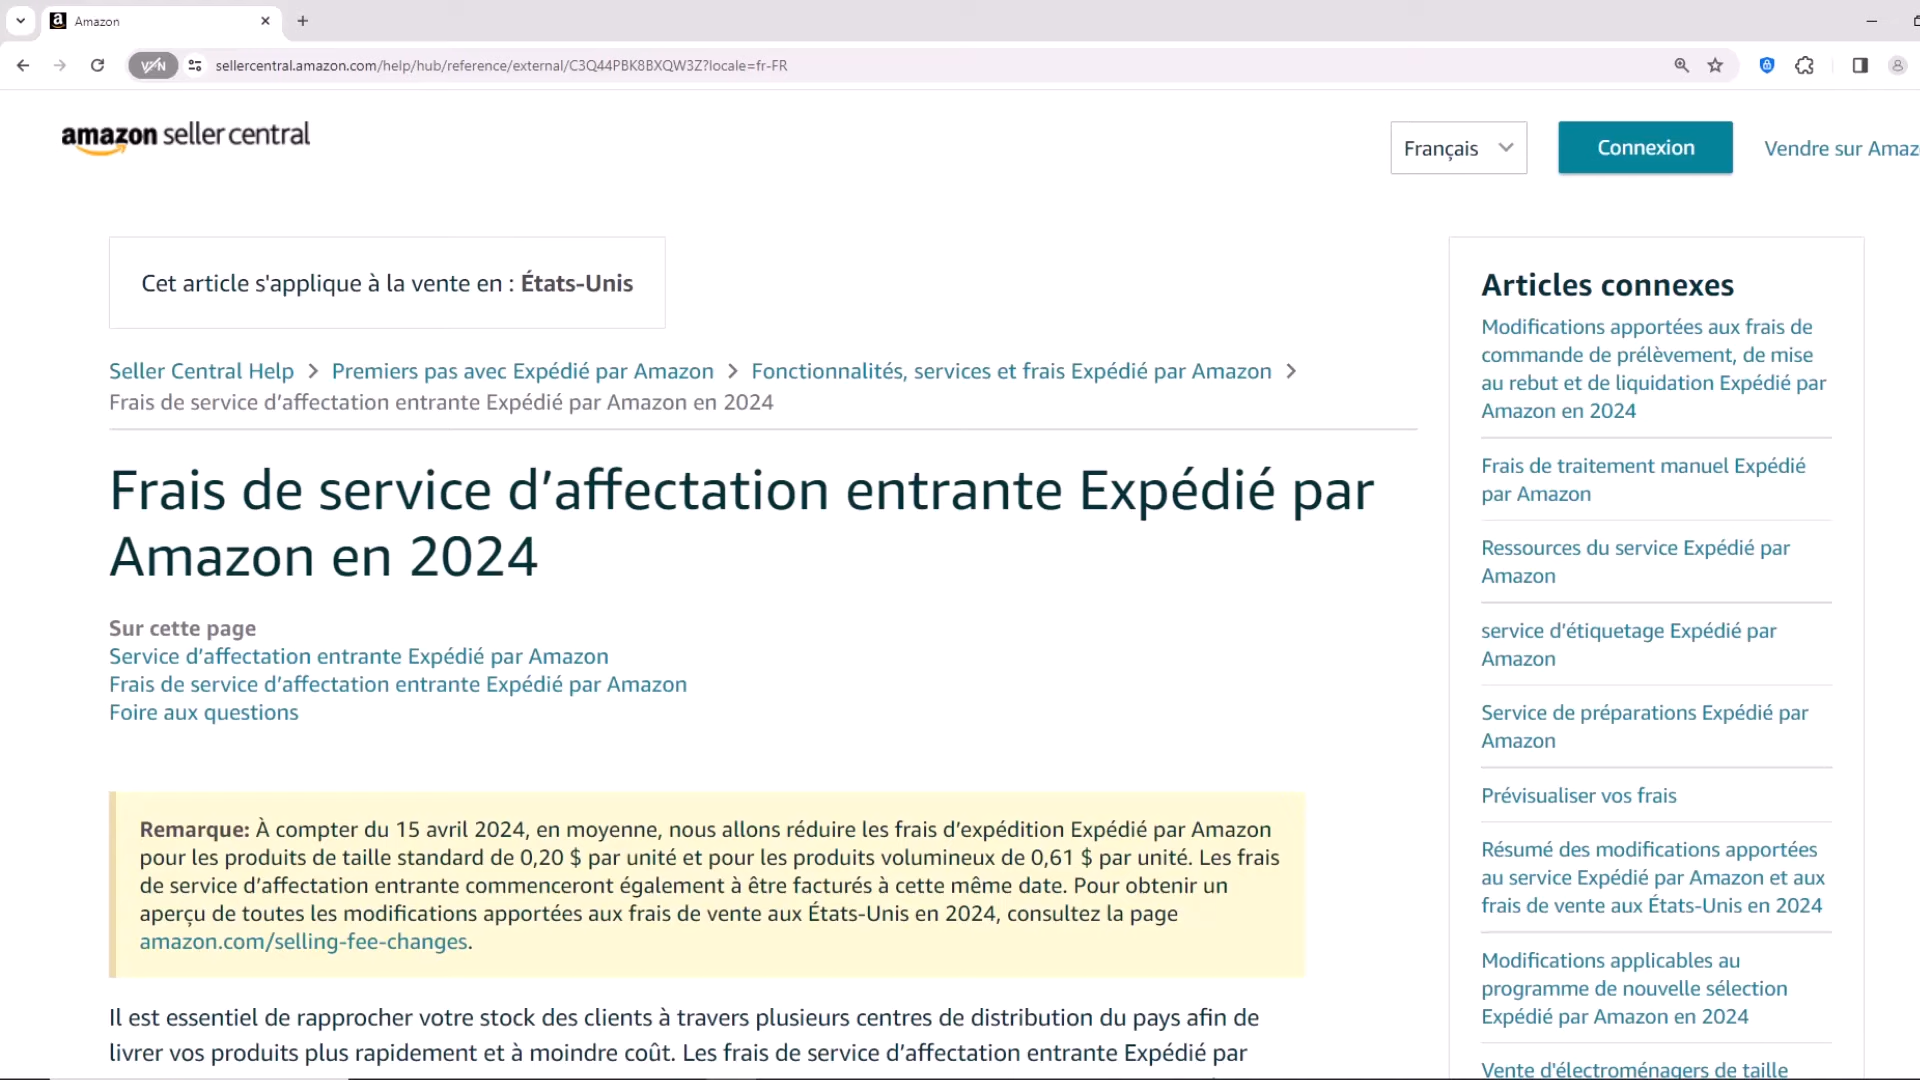 Amazon
VPN
sellercentral.amazon.com/help/hub/reference/external/C3Q44PBK8BXQW3Z?locale=fr-FR
amazon seller central
Français
Connexion
Vendre sur Amaz
Cet article s'applique à la vente en : États-Unis
Seller Central Help > Premiers pas avec Expédié par Amazon > Fonctionnalités, services et frais Expédié par Amazon >
Frais de service d’affectation entrante Expédié par Amazon en 2024
Frais de service d’affectation entrante Expédié par
Amazon en 2024
Sur cette page
Service d’affectation entrante Expédié par Amazon
Frais de service d’affectation entrante Expédié par Amazon
Foire aux questions
Remarque: À compter du 15 avril 2024, en moyenne, nous allons réduire les frais d’expédition Expédié par Amazon
pour les produits de taille standard de 0,20 $ par unité et pour les produits volumineux de 0,61 $ par unité. Les frais
de service d’affectation entrante commenceront également à être facturés à cette même date. Pour obtenir un
aperçu de toutes les modifications apportées aux frais de vente aux États-Unis en 2024, consultez la page
amazon.com/selling-fee-changes.
Il est essentiel de rapprocher votre stock des clients à travers plusieurs centres de distribution du pays afin de
livrer vos produits plus rapidement et à moindre coût. Les frais de service d’affectation entrante Expédié par
Articles connexes
Modifications apportées aux frais de
commande de prélèvement, de mise
au rebut et de liquidation Expédié par
Amazon en 2024
Frais de traitement manuel Expédié
par Amazon
Ressources du service Expédié par
Amazon
service d’étiquetage Expédié par
Amazon
Service de préparations Expédié par
Amazon
Prévisualiser vos frais
Résumé des modifications apportées
au service Expédié par Amazon et aux
frais de vente aux États-Unis en 2024
Modifications applicables au
programme de nouvelle sélection
Expédié par Amazon en 2024
Vente d'électroménagers de taille